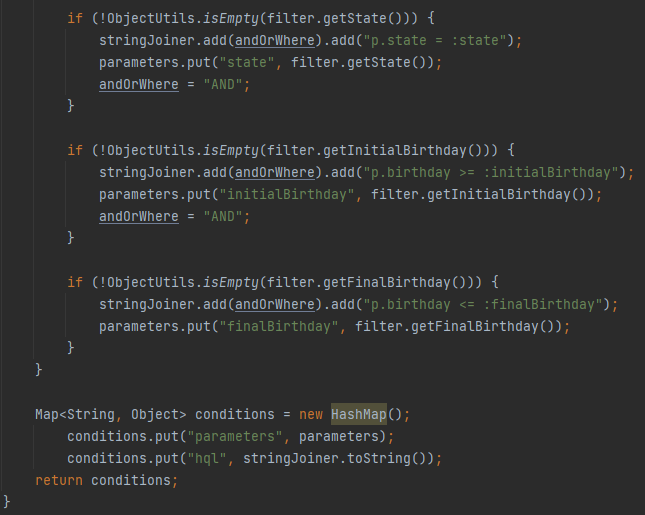 if (!ObjectUtils.isEmpty(filter.getState())) {
stringJoiner.add(andOrWhere).add("p.state = :state");
parameters.put("state", filter.getState());
andOrWhere = "AND";
}
if (!ObjectUtils.isEmpty(filter.getInitialBirthday())) {
stringJoiner.add(andOrWhere).add("p.birthday >= :initialBirthday");
parameters.put("initialBirthday", filter.getInitialBirthday());
andOrWhere = "AND";
}
if (!ObjectUtils.isEmpty(filter.getFinalBirthday())) {
stringJoiner.add(andOrWhere).add("p.birthday <= :finalBirthday");
parameters.put("finalBirthday", filter.getFinalBirthday());
}
}
Map<String, Object> conditions = new HashMap();
conditions.put("parameters", parameters);
conditions.put("hql", stringJoiner.toString());
return conditions;
}